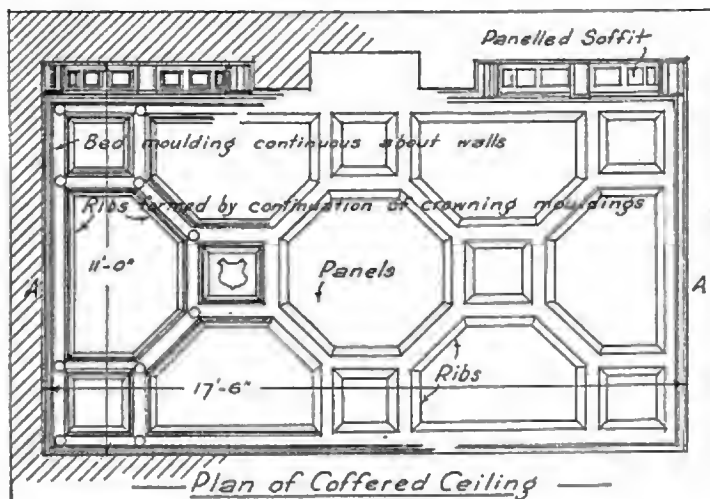 Panelled Soffit
Bed moulding continuous about walls
Ribs formed by continuation of crowning mouldings
11'-0"
Panels
A
A
17'-6"
Ribs
Plan of Coffered Ceiling